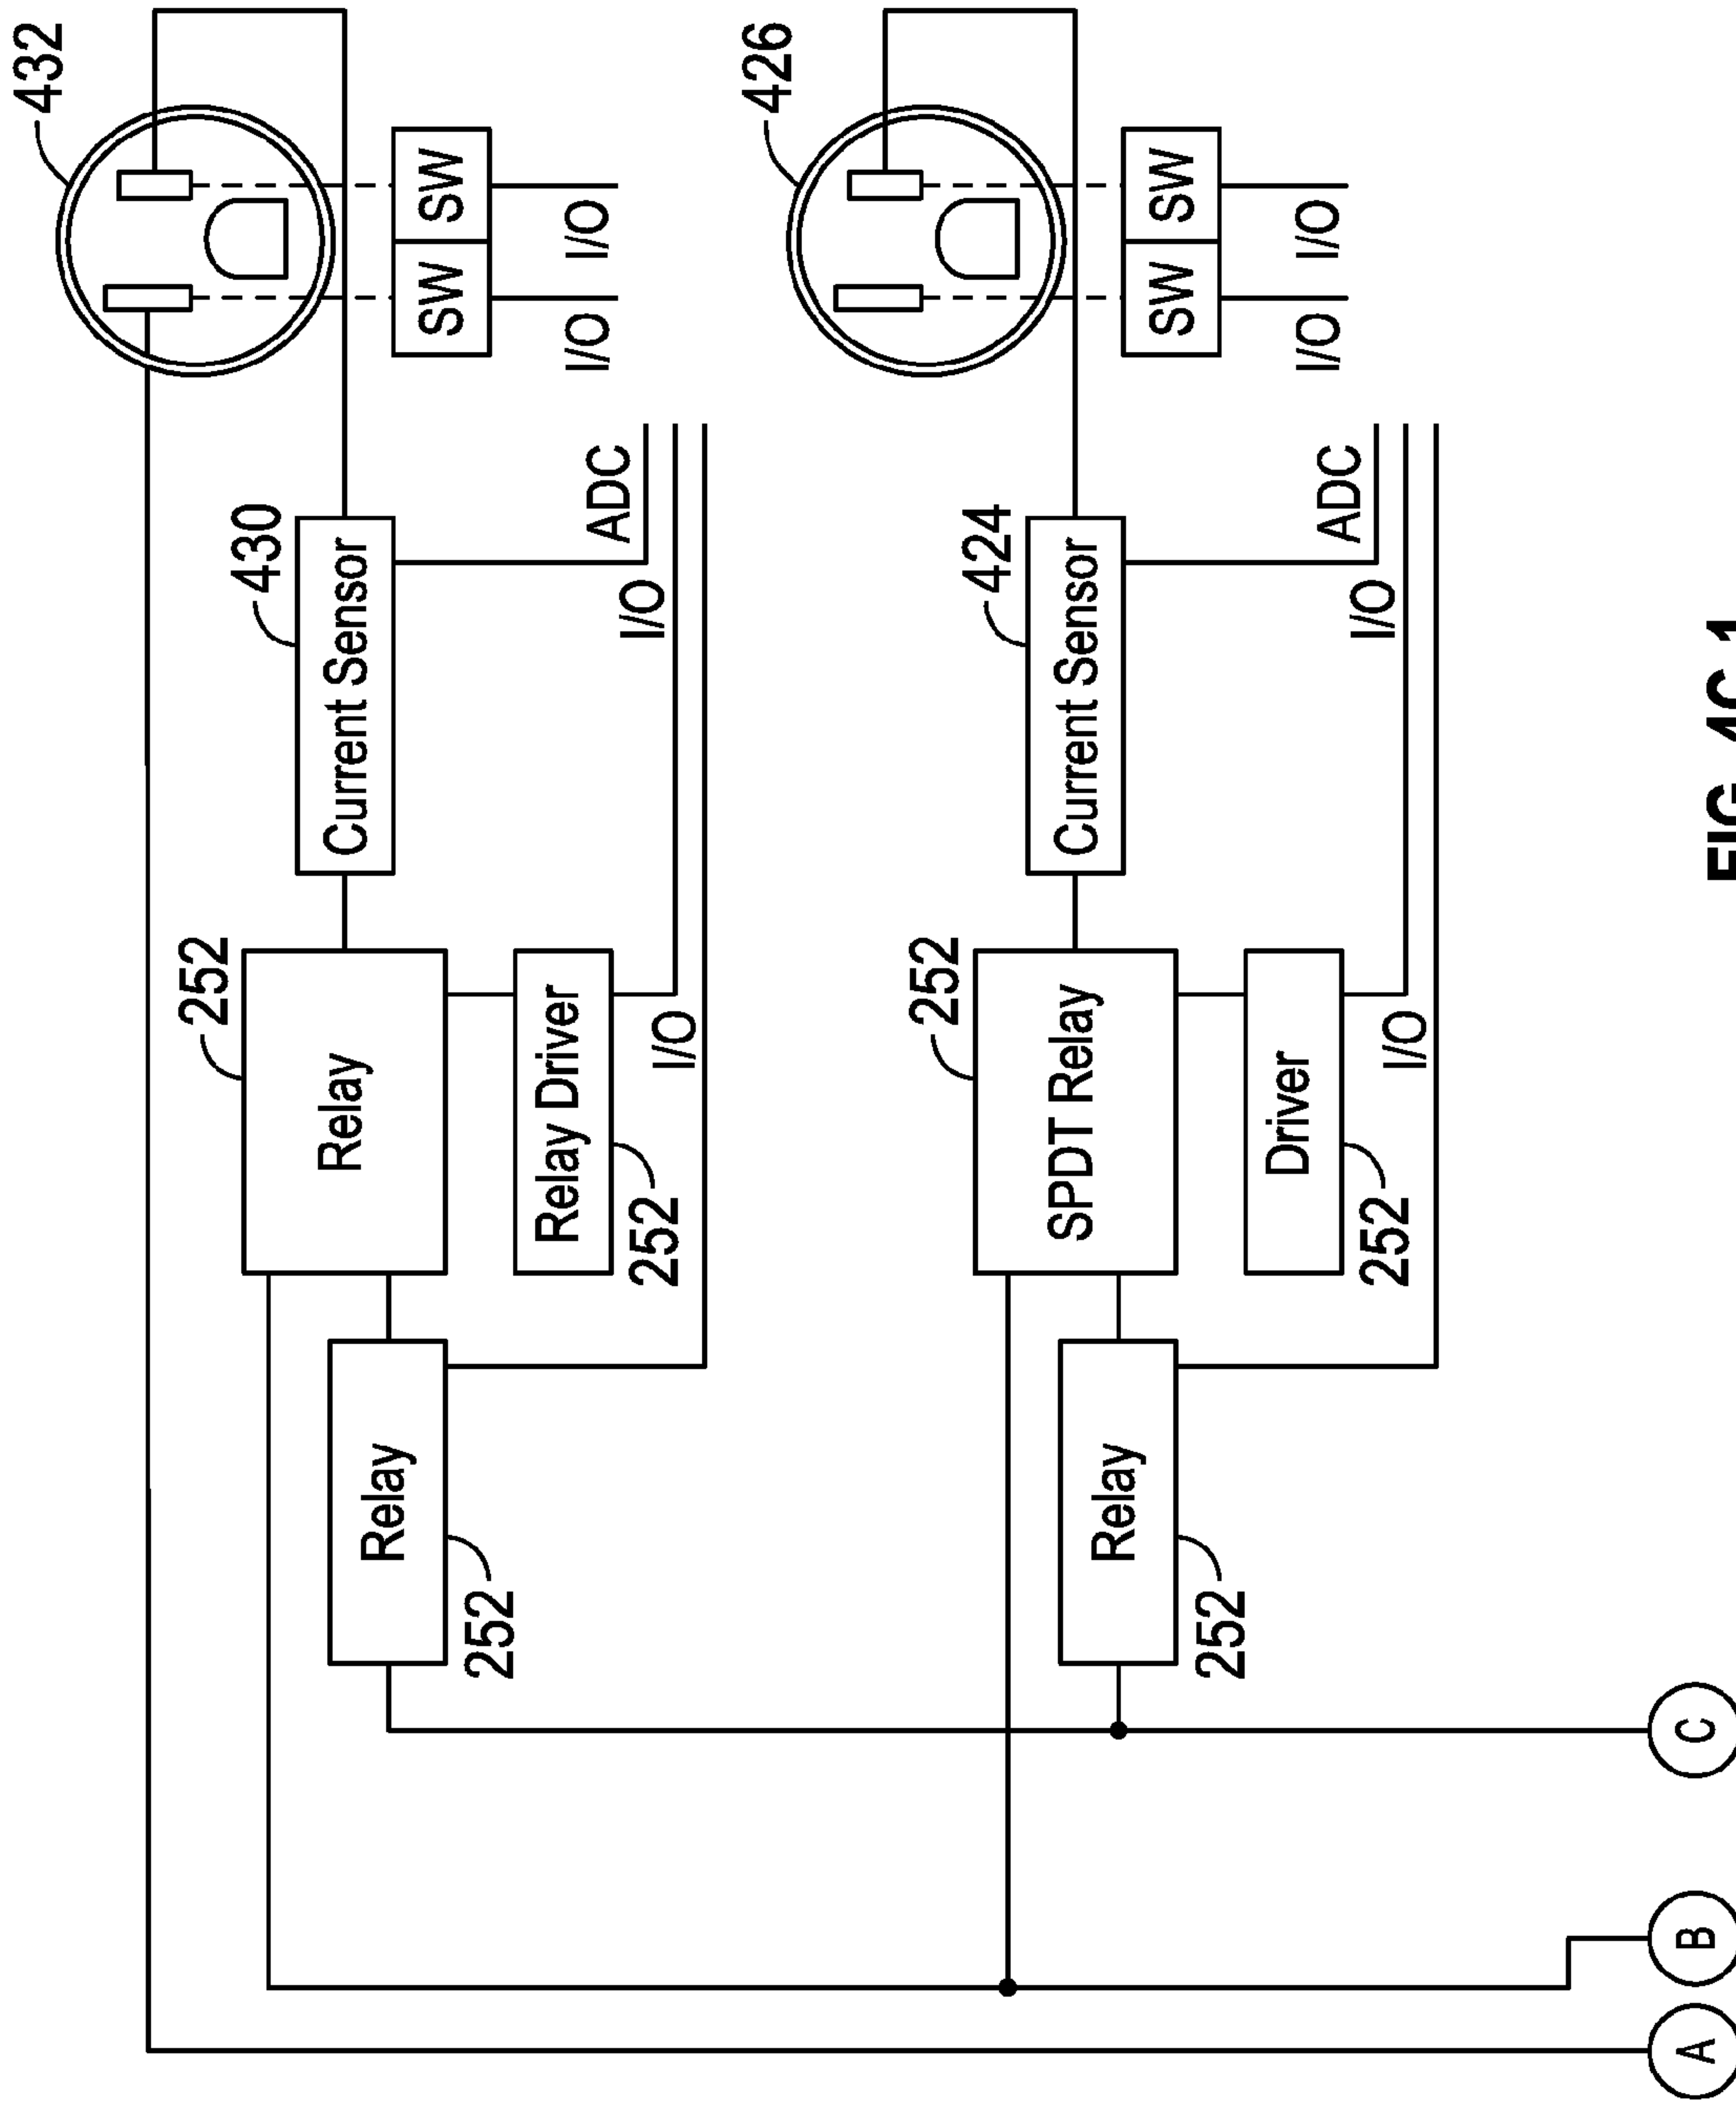 432
252
430
Relay
Current Sensor
Relay
SW SW
252
Relay Driver
I/O I/O
ADC
I/O
252
I/O
426
252
424
SPDT Relay
Current Sensor
Relay
SW SW
252
Driver
I/O I/O
ADC
I/O
252
I/O
A B C